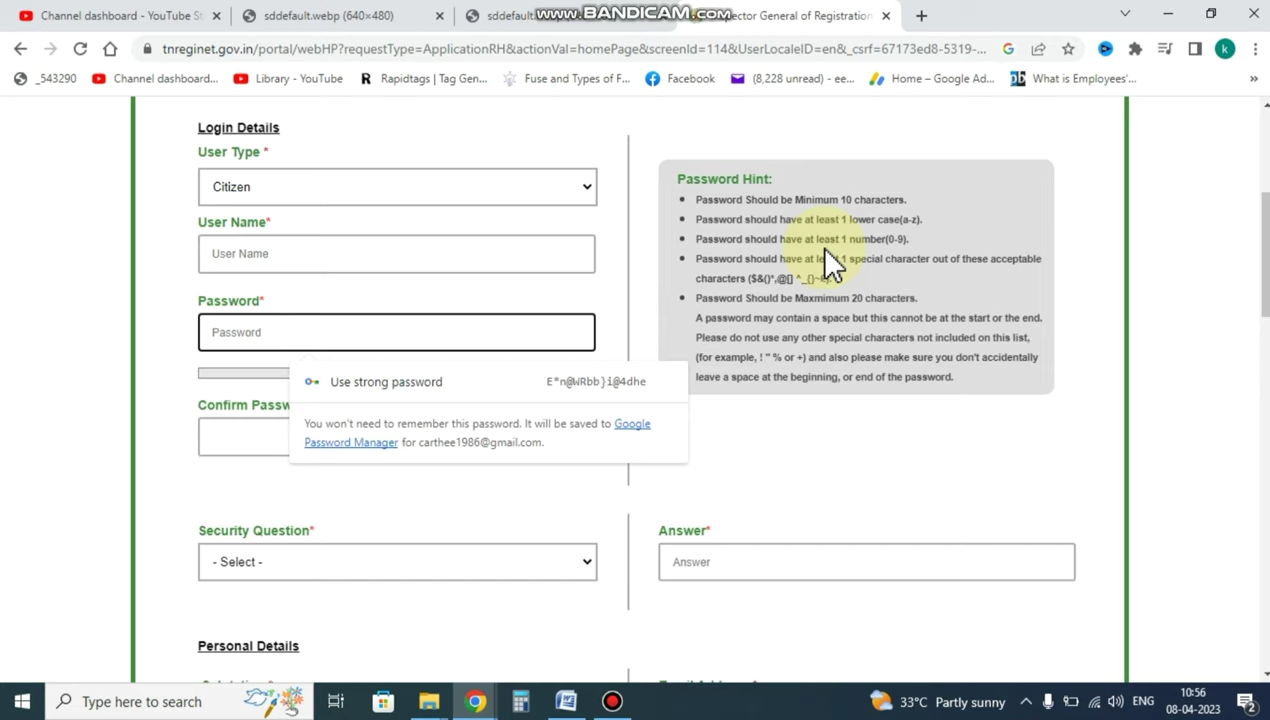 Channel dashboard - YouTube St
sddefault.webp (640×480)
sddefault.
www.BANDICAM.com
pector General of Registration
tnreginet.gov.in/portal/webHP?requestType=ApplicationRH&actionVal=homePage&screenId=114&UserLocaleID=en&_csrf=67173ed8-5319-...
k
_543290
Channel dashboard...
Library - YouTube
Rapidtags | Tag Gen...
Fuse and Types of F...
Facebook
(8,228 unread) - ee...
Home – Google Ad...
What is Employees'...
»
Login Details
User Type *
Citizen
User Name*
User Name
Password*
Password
Use strong password
E*n@WRbb}i@4dhe
You won't need to remember this password. It will be saved to Google
Password Manager for carthee1986@gmail.com.
Confirm Passw
Password Hint:
Password Should be Minimum 10 characters.
Password should have at least 1 lower case(a-z).
Password should have at least 1 number(0-9).
Password should have at least 1 special character out of these acceptable
characters
Password Should be Maxmimum 20 characters.
A password may contain a space but this cannot be at the start or the end.
Please do not use any other special characters not included on this list,
(for example, ! " % or +) and also please make sure you don't accidentally
leave a space at the beginning, or end of the password.
Security Question*
- Select -
Answer*
Answer
Personal Details
Type here to search
33°C Partly sunny
ENG
10:56
08-04-2023
2